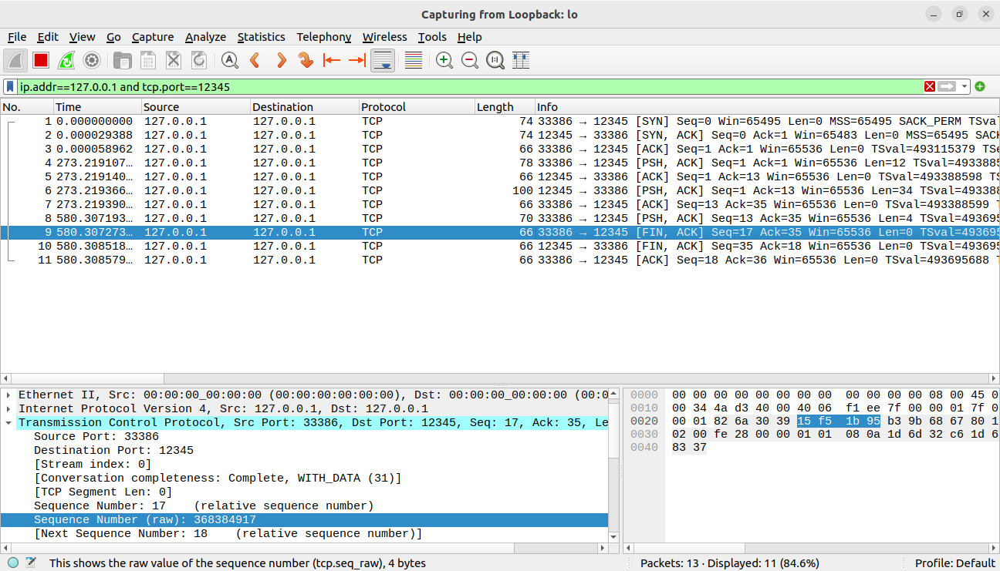 Capturing from Loopback: lo
File Edit View Go Capture Analyze Statistics Telephony Wireless Tools Help
ip.addr==127.0.0.1 and tcp.port==12345
No. Time Source Destination Protocol Length Info
1 0.000000000 127.0.0.1 127.0.0.1 TCP 74 33386 → 12345 [SYN] Seq=0 Win=65495 Len=0 MSS=65495 SACK_PERM TSval
2 0.000029388 127.0.0.1 127.0.0.1 TCP 74 12345 → 33386 [SYN, ACK] Seq=0 Ack=1 Win=65483 Len=0 MSS=65495 SACK
3 0.000058962 127.0.0.1 127.0.0.1 TCP 66 33386 → 12345 [ACK] Seq=1 Ack=1 Win=65536 Len=0 TSval=493115379 TSe
4 273.219107… 127.0.0.1 127.0.0.1 TCP 78 33386 → 12345 [PSH, ACK] Seq=1 Ack=1 Win=65536 Len=12 TSval=4933885
5 273.219140… 127.0.0.1 127.0.0.1 TCP 66 12345 → 33386 [ACK] Seq=1 Ack=13 Win=65536 Len=0 TSval=493388598 TS
6 273.219366… 127.0.0.1 127.0.0.1 TCP 100 12345 → 33386 [PSH, ACK] Seq=1 Ack=13 Win=65536 Len=34 TSval=493388
7 273.219390… 127.0.0.1 127.0.0.1 TCP 66 33386 → 12345 [ACK] Seq=13 Ack=35 Win=65536 Len=0 TSval=493388599 T
8 580.307193… 127.0.0.1 127.0.0.1 TCP 70 33386 → 12345 [PSH, ACK] Seq=13 Ack=35 Win=65536 Len=4 TSval=493695
9 580.307273… 127.0.0.1 127.0.0.1 TCP 66 33386 → 12345 [FIN, ACK] Seq=17 Ack=35 Win=65536 Len=0 TSval=493695
10 580.308518… 127.0.0.1 127.0.0.1 TCP 66 12345 → 33386 [FIN, ACK] Seq=35 Ack=18 Win=65536 Len=0 TSval=493695
11 580.308579… 127.0.0.1 127.0.0.1 TCP 66 33386 → 12345 [ACK] Seq=18 Ack=36 Win=65536 Len=0 TSval=493695688 T
Ethernet II, Src: 00:00:00_00:00:00 (00:00:00:00:00:00), Dst: 00:00:00_00:00:00 (00:0
Internet Protocol Version 4, Src: 127.0.0.1, Dst: 127.0.0.1
Transmission Control Protocol, Src Port: 33386, Dst Port: 12345, Seq: 17, Ack: 35, Le
Source Port: 33386
Destination Port: 12345
[Stream index: 0]
[Conversation completeness: Complete, WITH_DATA (31)]
[TCP Segment Len: 0]
Sequence Number: 17 (relative sequence number)
Sequence Number (raw): 368384917
[Next Sequence Number: 18 (relative sequence number)]
0000 00 00 00 00 00 00 00 00 00 00 00 00 08 00 45 0
0010 00 34 4a d3 40 00 40 06 f1 ee 7f 00 00 01 7f 0
0020 00 01 82 6a 30 39 15 f5 1b 95 b3 9b 68 67 80 1
0030 02 00 fe 28 00 00 01 01 08 0a 1d 6d 32 c6 1d 6
0040 83 37
This shows the raw value of the sequence number (tcp.seq_raw), 4 bytes
Packets: 13 · Displayed: 11 (84.6%)
Profile: Default